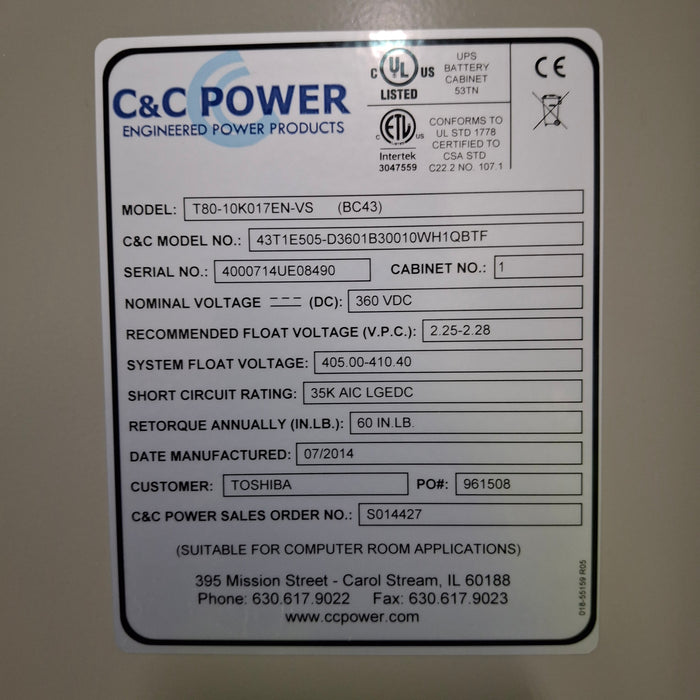 C&C POWER
ENGINEERED POWER PRODUCTS
C UL US
LISTED
UPS
BATTERY
CABINET
53TN
CE
C ETL US
Intertek
3047559
CONFORMS TO
UL STD 1778
CERTIFIED TO
CSA STD
C22.2 NO. 107.1
MODEL: T80-10K017EN-VS (BC43)
C&C MODEL NO.: 43T1E505-D3601B30010WH1QBTF
SERIAL NO.: 4000714UE08490 CABINET NO.: 1
NOMINAL VOLTAGE (DC): 360 VDC
RECOMMENDED FLOAT VOLTAGE (V.P.C.): 2.25-2.28
SYSTEM FLOAT VOLTAGE: 405.00-410.40
SHORT CIRCUIT RATING: 35K AIC LGEDC
RETORQUE ANNUALLY (IN.LB.): 60 IN.LB.
DATE MANUFACTURED: 07/2014
CUSTOMER: TOSHIBA PO#: 961508
C&C POWER SALES ORDER NO.: S014427
(SUITABLE FOR COMPUTER ROOM APPLICATIONS)
395 Mission Street - Carol Stream, IL 60188
Phone: 630.617.9022 Fax: 630.617.9023
www.ccpower.com
018-55159 R05